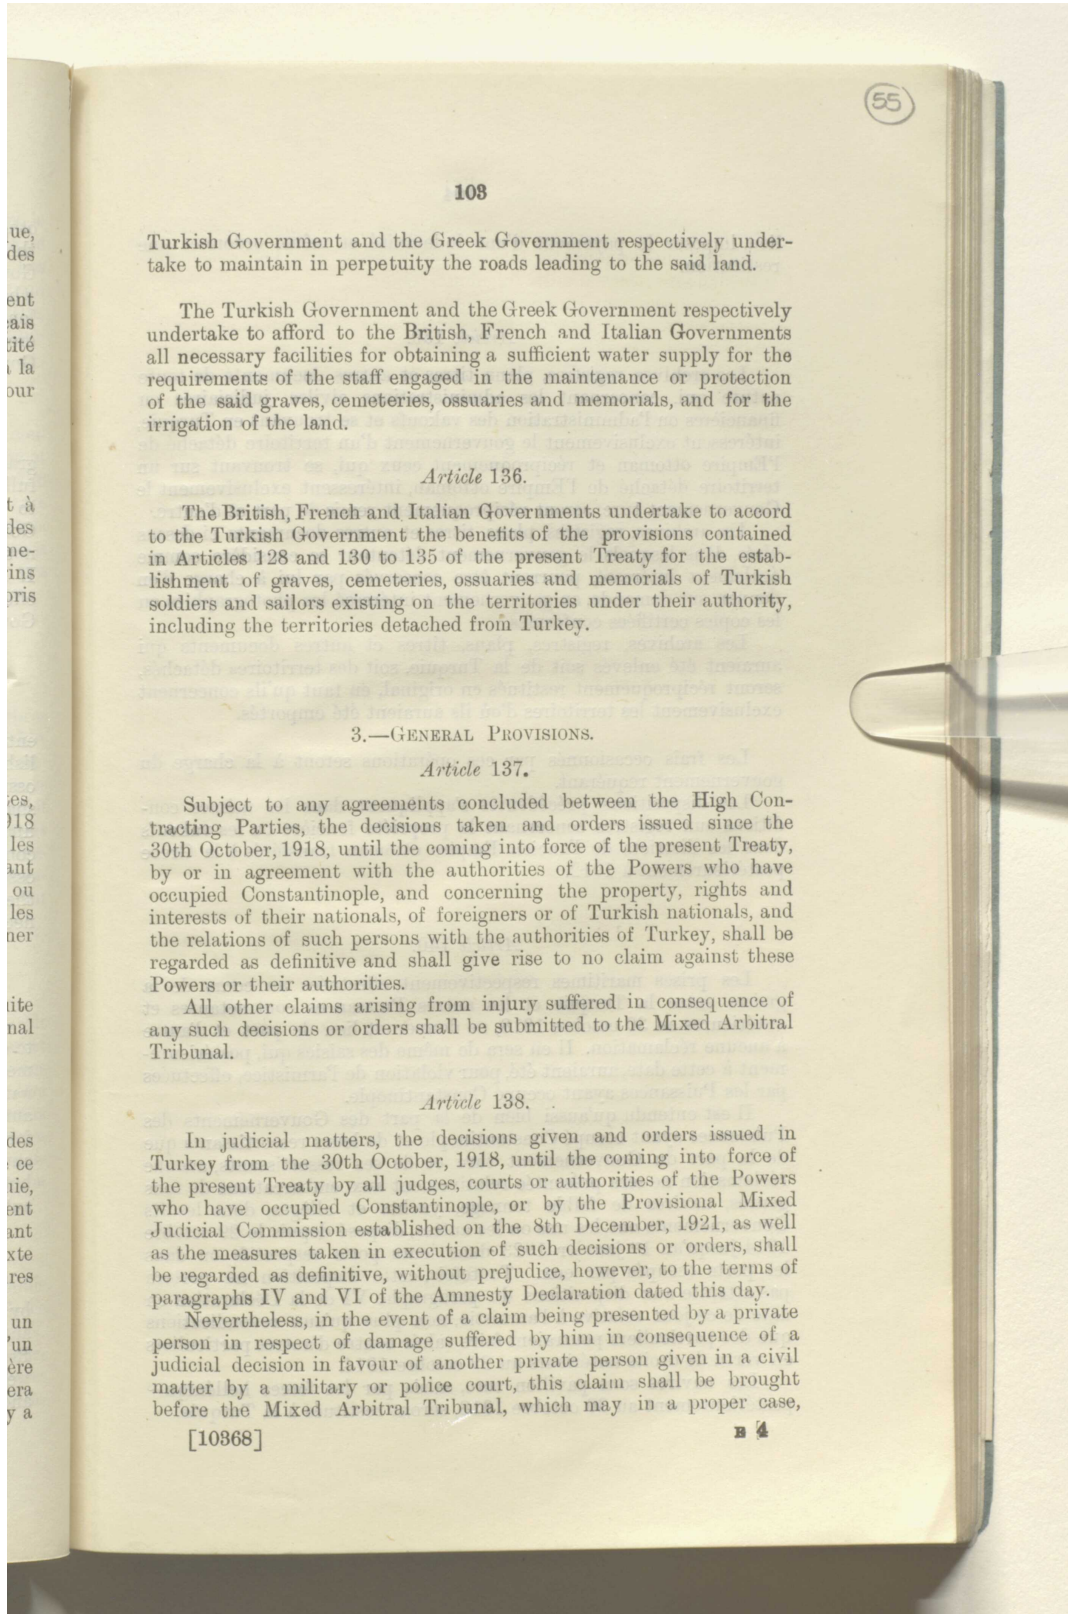 55
103
Turkish Government and the Greek Government respectively under-
take to maintain in perpetuity the roads leading to the said land.
The Turkish Government and the Greek Government respectively
undertake to afford to the British, French and Italian Governments
all necessary facilities for obtaining a sufficient water supply for the
requirements of the staff engaged in the maintenance or protection
of the said graves, cemeteries, ossuaries and memorials, and for the
irrigation of the land.
Article 136.
The British, French and Italian Governments undertake to accord
to the Turkish Government the benefits of the provisions contained
in Articles 128 and 130 to 135 of the present Treaty for the estab-
lishment of graves, cemeteries, ossuaries and memorials of Turkish
soldiers and sailors existing on the territories under their authority,
including the territories detached from Turkey.
3.—GENERAL PROVISIONS.
Article 137.
Subject to any agreements concluded between the High Con-
tracting Parties, the decisions taken and orders issued since the
30th October, 1918, until the coming into force of the present Treaty,
by or in agreement with the authorities of the Powers who have
occupied Constantinople, and concerning the property, rights and
interests of their nationals, of foreigners or of Turkish nationals, and
the relations of such persons with the authorities of Turkey, shall be
regarded as definitive and shall give rise to no claim against these
Powers or their authorities.
All other claims arising from injury suffered in consequence of
any such decisions or orders shall be submitted to the Mixed Arbitral
Tribunal.
Article 138.
In judicial matters, the decisions given and orders issued in
Turkey from the 30th October, 1918, until the coming into force of
the present Treaty by all judges, courts or authorities of the Powers
who have occupied Constantinople, or by the Provisional Mixed
Judicial Commission established on the 8th December, 1921, as well
as the measures taken in execution of such decisions or orders, shall
be regarded as definitive, without prejudice, however, to the terms of
paragraphs IV and VI of the Amnesty Declaration dated this day.
Nevertheless, in the event of a claim being presented by a private
person in respect of damage suffered by him in consequence of a
judicial decision in favour of another private person given in a civil
matter by a military or police court, this claim shall be brought
before the Mixed Arbitral Tribunal, which may in a proper case,
[10368] B 4